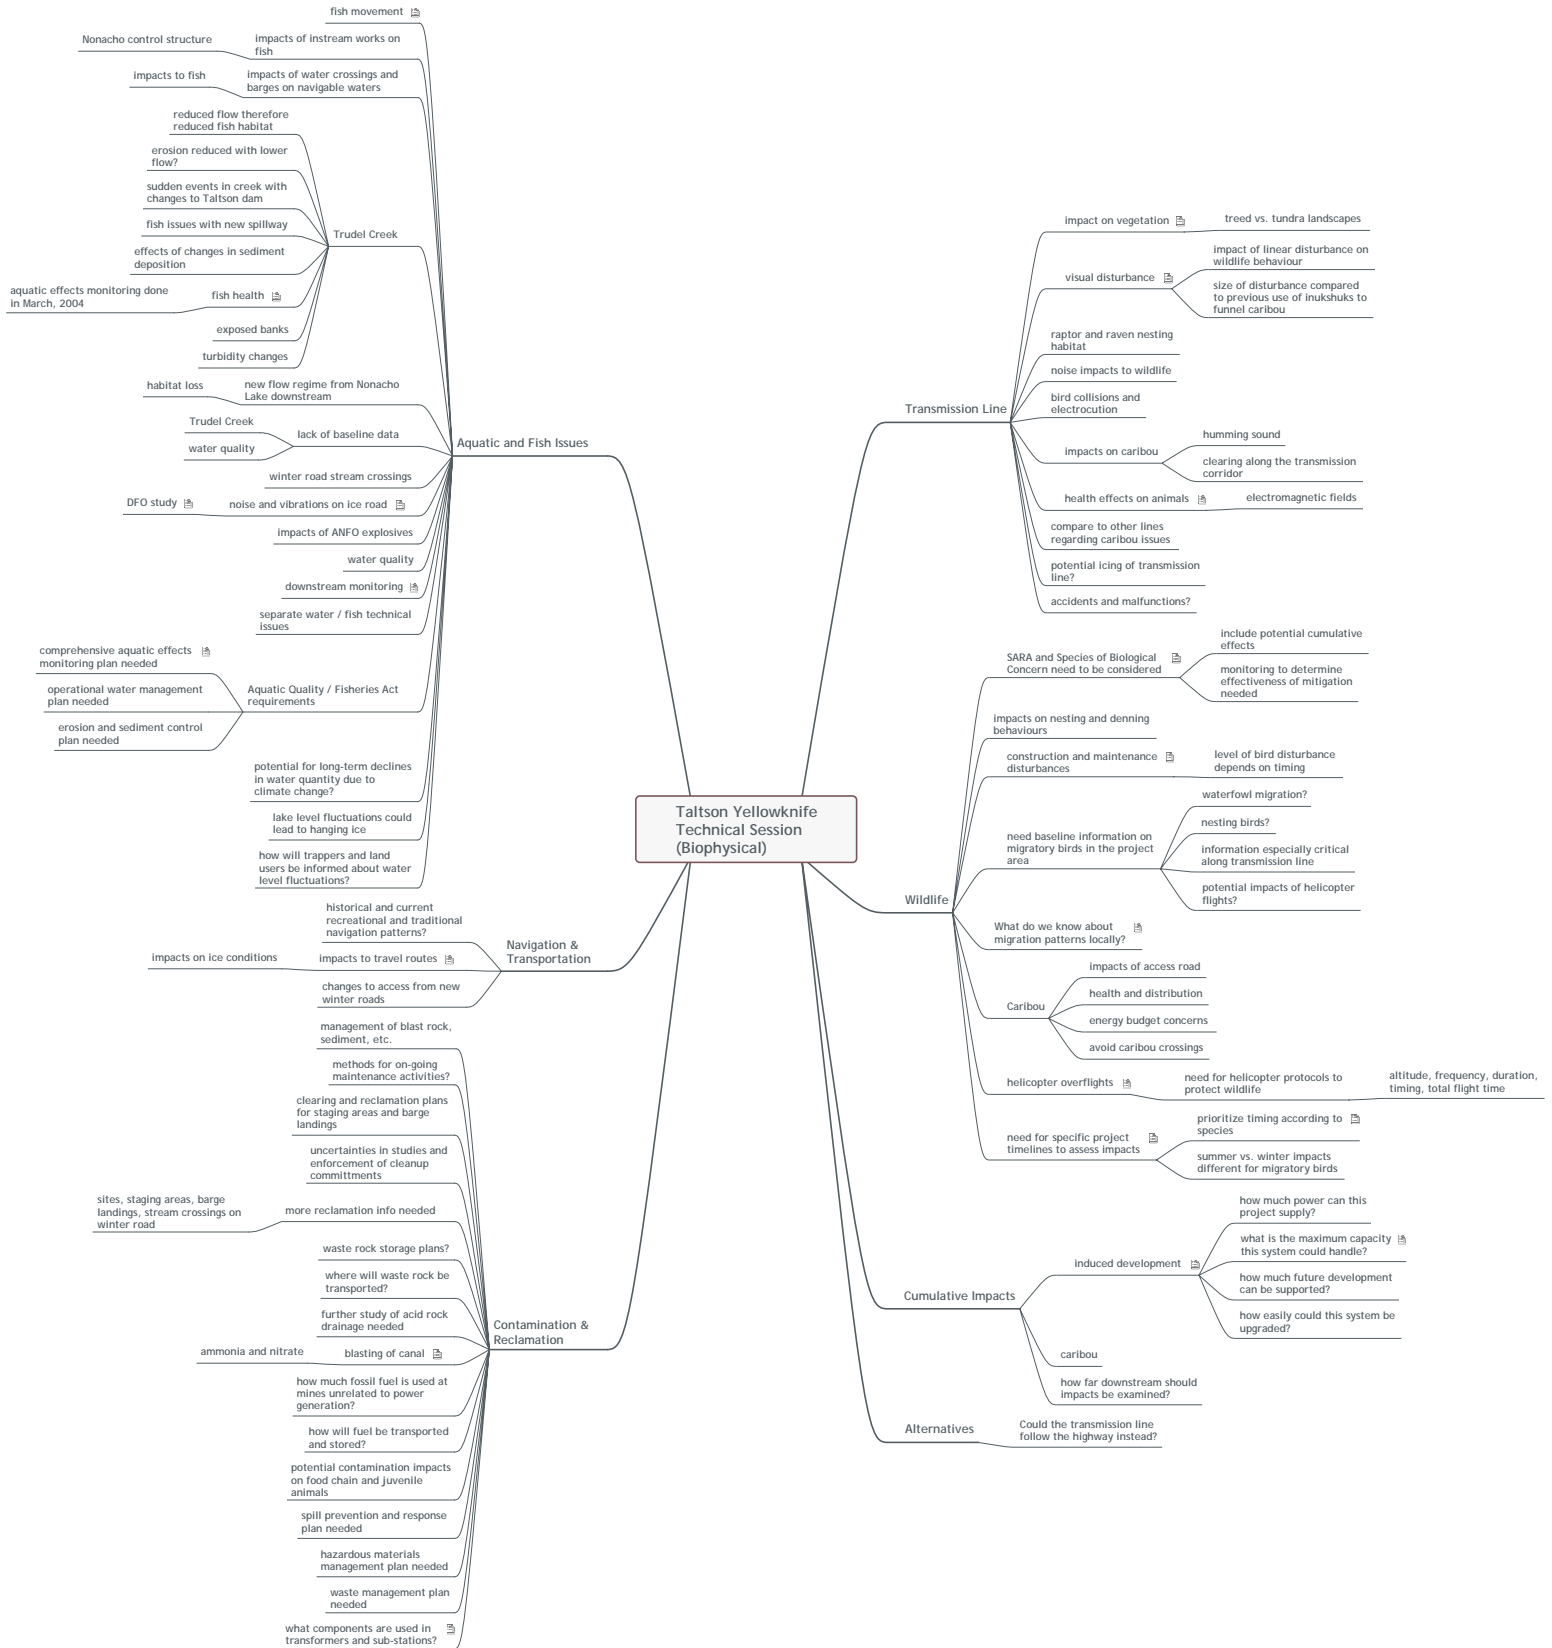 fish movement
Nonacho control structure
impacts of instream works on
fish
impacts to fish
impacts of water crossings and
barges on navigable waters
reduced flow therefore
reduced fish habitat
erosion reduced with lower
flow?
sudden events in creek with
changes to Taltson dam
fish issues with new spillway
effects of changes in sediment
deposition
aquatic effects monitoring done
in March, 2004
fish health
exposed banks
turbidity changes
Trudel Creek
habitat loss
new flow regime from Nonacho
Lake downstream
Trudel Creek
water quality
lack of baseline data
Aquatic and Fish Issues
winter road stream crossings
DFO study
noise and vibrations on ice road
impacts of ANFO explosives
water quality
downstream monitoring
separate water / fish technical
issues
comprehensive aquatic effects
monitoring plan needed
operational water management
plan needed
erosion and sediment control
plan needed
Aquatic Quality / Fisheries Act
requirements
potential for long-term declines
in water quantity due to
climate change?
lake level fluctuations could
lead to hanging ice
how will trappers and land
users be informed about water
level fluctuations?
historical and current
recreational and traditional
navigation patterns?
impacts on ice conditions
impacts to travel routes
changes to access from new
winter roads
Navigation &
Transportation
management of blast rock,
sediment, etc.
methods for on-going
maintenance activities?
clearing and reclamation plans
for staging areas and barge
landings
uncertainties in studies and
enforcement of cleanup
committments
sites, staging areas, barge
landings, stream crossings on
winter road
more reclamation info needed
waste rock storage plans?
where will waste rock be
transported?
further study of acid rock
drainage needed
Contamination &
Reclamation
ammonia and nitrate
blasting of canal
how much fossil fuel is used at
mines unrelated to power
generation?
how will fuel be transported
and stored?
potential contamination impacts
on food chain and juvenile
animals
spill prevention and response
plan needed
hazardous materials
management plan needed
waste management plan
needed
what components are used in
transformers and sub-stations?
Taltson Yellowknife
Technical Session
(Biophysical)
Transmission Line
impact on vegetation
treed vs. tundra landscapes
visual disturbance
impact of linear disturbance on
wildlife behaviour
size of disturbance compared
to previous use of inukshuks to
funnel caribou
raptor and raven nesting
habitat
noise impacts to wildlife
bird collisions and
electrocution
impacts on caribou
humming sound
clearing along the transmission
corridor
health effects on animals
electromagnetic fields
compare to other lines
regarding caribou issues
potential icing of transmission
line?
accidents and malfunctions?
Wildlife
SARA and Species of Biological
Concern need to be considered
include potential cumulative
effects
monitoring to determine
effectiveness of mitigation
needed
impacts on nesting and denning
behaviours
construction and maintenance
disturbances
level of bird disturbance
depends on timing
need baseline information on
migratory birds in the project
area
waterfowl migration?
nesting birds?
information especially critical
along transmission line
potential impacts of helicopter
flights?
What do we know about
migration patterns locally?
Caribou
impacts of access road
health and distribution
energy budget concerns
avoid caribou crossings
helicopter overflights
need for helicopter protocols to
protect wildlife
altitude, frequency, duration,
timing, total flight time
need for specific project
timelines to assess impacts
prioritize timing according to
species
summer vs. winter impacts
different for migratory birds
Cumulative Impacts
induced development
how much power can this
project supply?
what is the maximum capacity
this system could handle?
how much future development
can be supported?
how easily could this system be
upgraded?
caribou
how far downstream should
impacts be examined?
Alternatives
Could the transmission line
follow the highway instead?